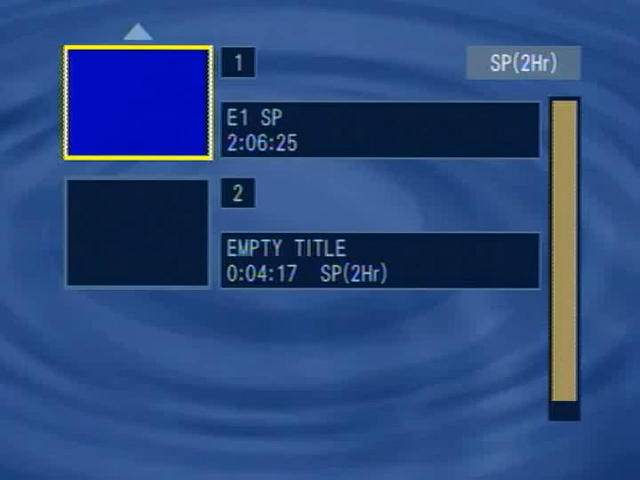 1
SP(2Hr)
E1 SP
2:06:25
2
EMPTY TITLE
0:04:17 SP(2Hr)